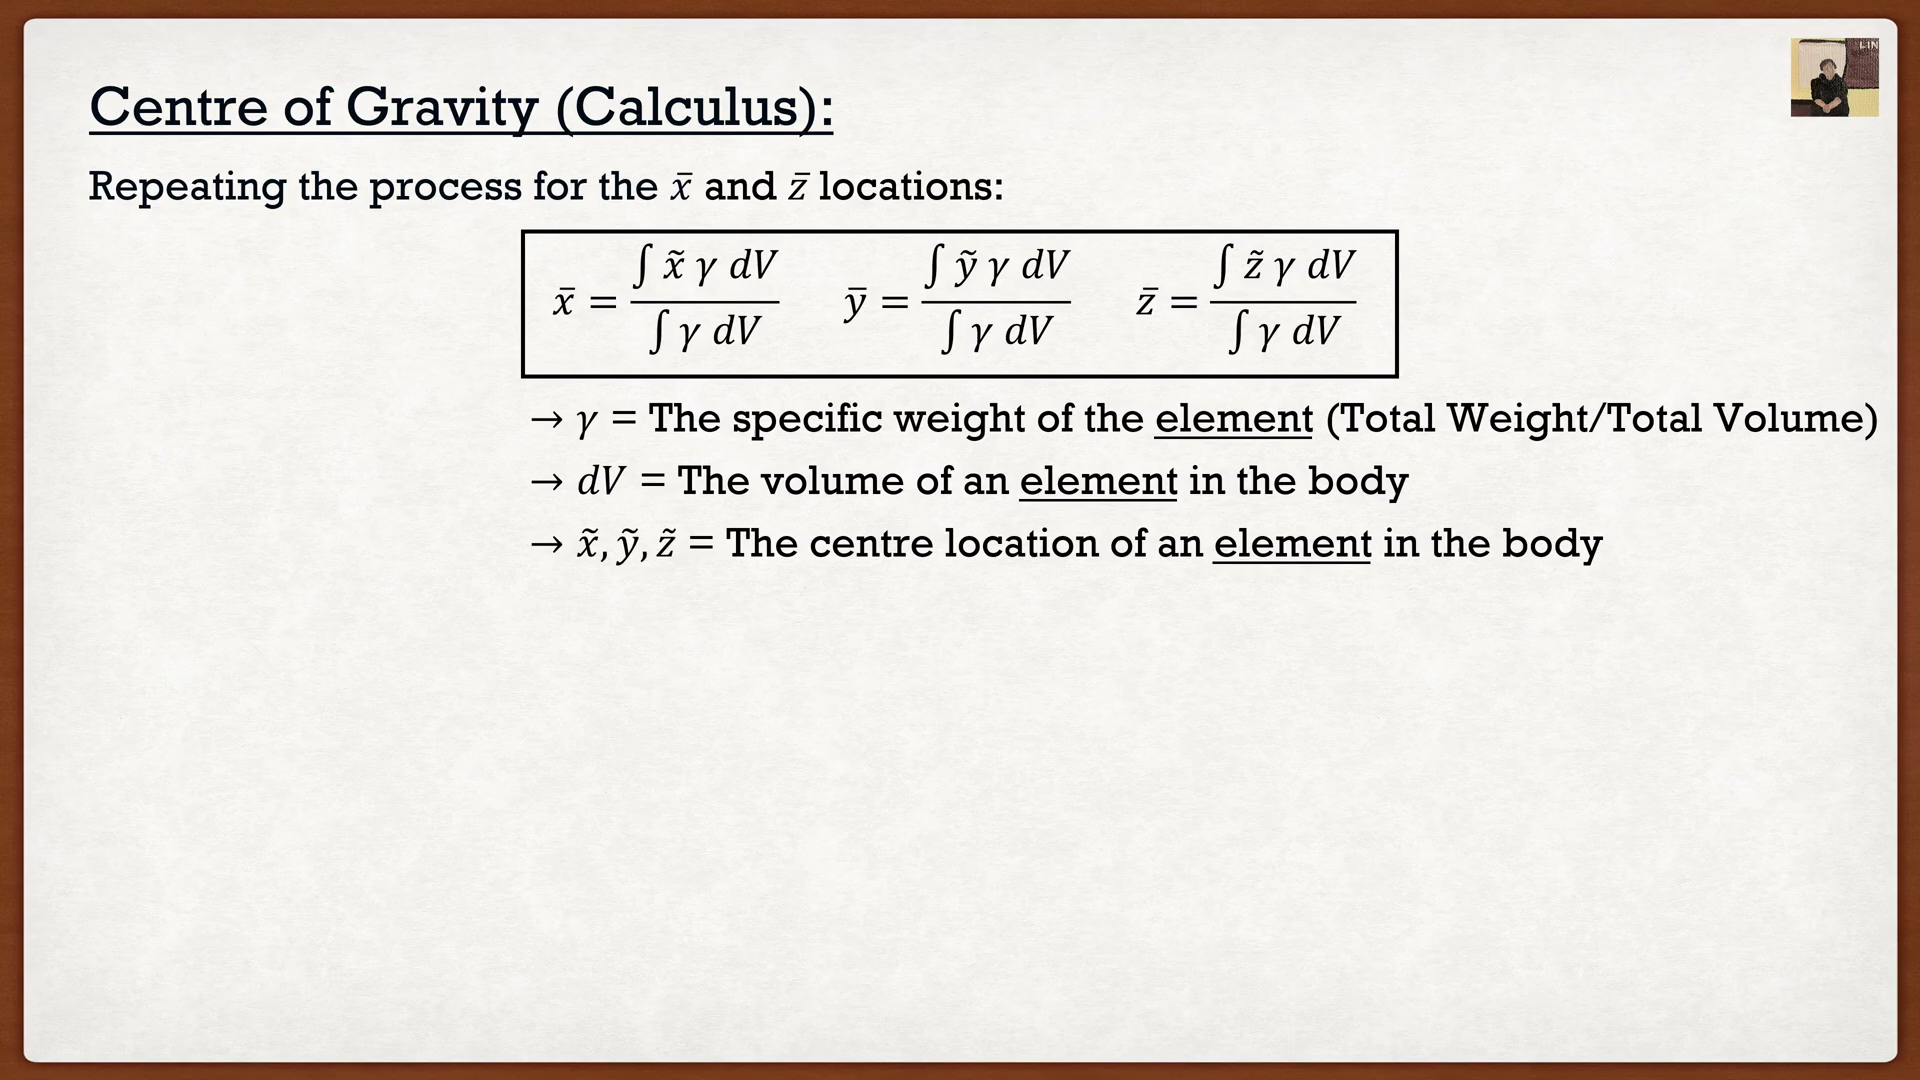 LIN
Centre of Gravity (Calculus):
Repeating the process for the x̄ and z̄ locations:
x̄ = ∫ x̃ γ dV / ∫ γ dV    ȳ = ∫ ỹ γ dV / ∫ γ dV    z̄ = ∫ z̃ γ dV / ∫ γ dV
→ γ = The specific weight of the element (Total Weight/Total Volume)
→ dV = The volume of an element in the body
→ x̃, ỹ, z̃ = The centre location of an element in the body